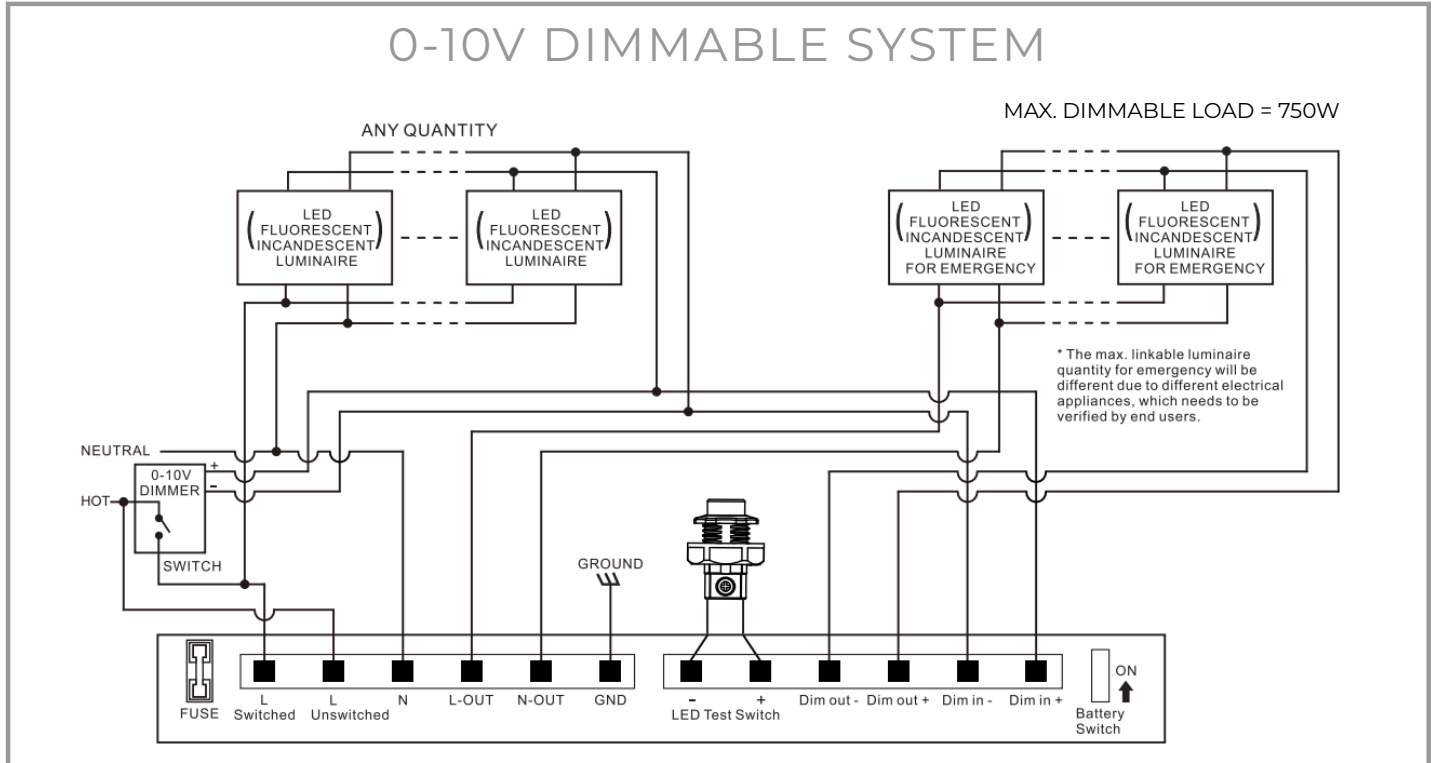 0-10V DIMMABLE SYSTEM
MAX. DIMMABLE LOAD = 750W
ANY QUANTITY
LED
FLUORESCENT
INCANDESCENT
LUMINAIRE
LED
FLUORESCENT
INCANDESCENT
LUMINAIRE
LED
FLUORESCENT
INCANDESCENT
LUMINAIRE
FOR EMERGENCY
LED
FLUORESCENT
INCANDESCENT
LUMINAIRE
FOR EMERGENCY
* The max. linkable luminaire
quantity for emergency will be
different due to different electrical
appliances, which needs to be
verified by end users.
NEUTRAL
HOT
0-10V
DIMMER
+
-
SWITCH
GROUND
FUSE
L
Switched
L
Unswitched
N
L-OUT
N-OUT
GND
-
+
LED Test Switch
Dim out -
Dim out +
Dim in -
Dim in +
ON
Battery
Switch